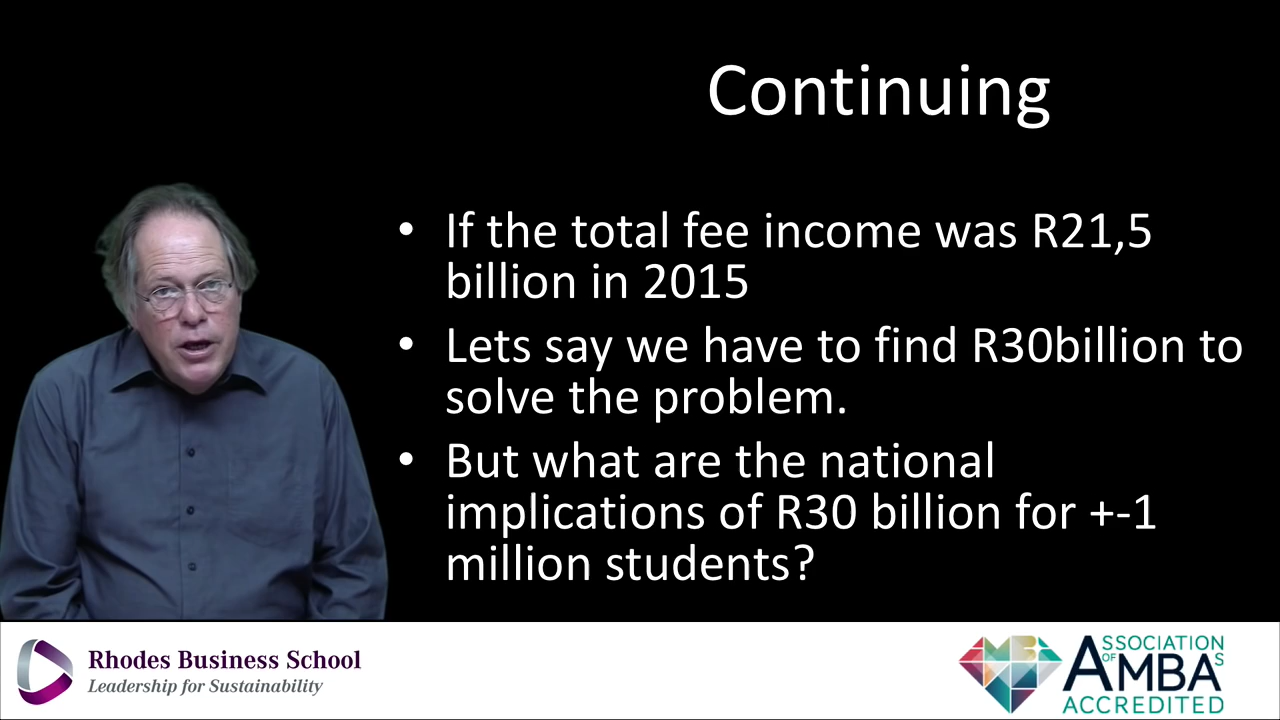 Continuing
• If the total fee income was R21,5
billion in 2015
• Lets say we have to find R30billion to
solve the problem.
• But what are the national
implications of R30 billion for +-1
million students?
Rhodes Business School
Leadership for Sustainability
ASSOCIATION
OF
AMBAS
ACCREDITED